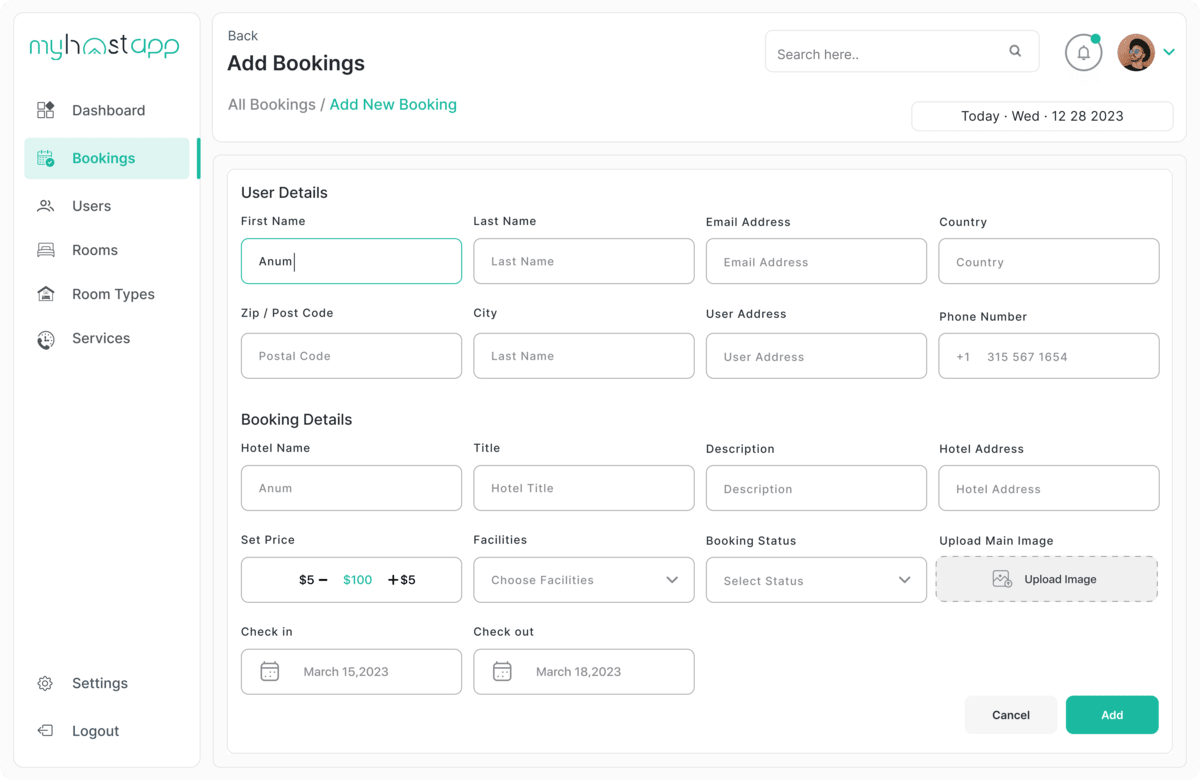 myhostapp
Dashboard
Bookings
Users
Rooms
Room Types
Services
Settings
Logout
Back
Add Bookings
All Bookings / Add New Booking
Search here..
Today · Wed · 12 28 2023
User Details
First Name Last Name Email Address Country
Anum Last Name Email Address Country
Zip / Post Code City User Address Phone Number
Postal Code Last Name User Address +1 315 567 1654
Booking Details
Hotel Name Title Description Hotel Address
Anum Hotel Title Description Hotel Address
Set Price Facilities Booking Status Upload Main Image
$5 − $100 +$5 Choose Facilities Select Status Upload Image
Check in Check out
March 15,2023 March 18,2023
Cancel Add